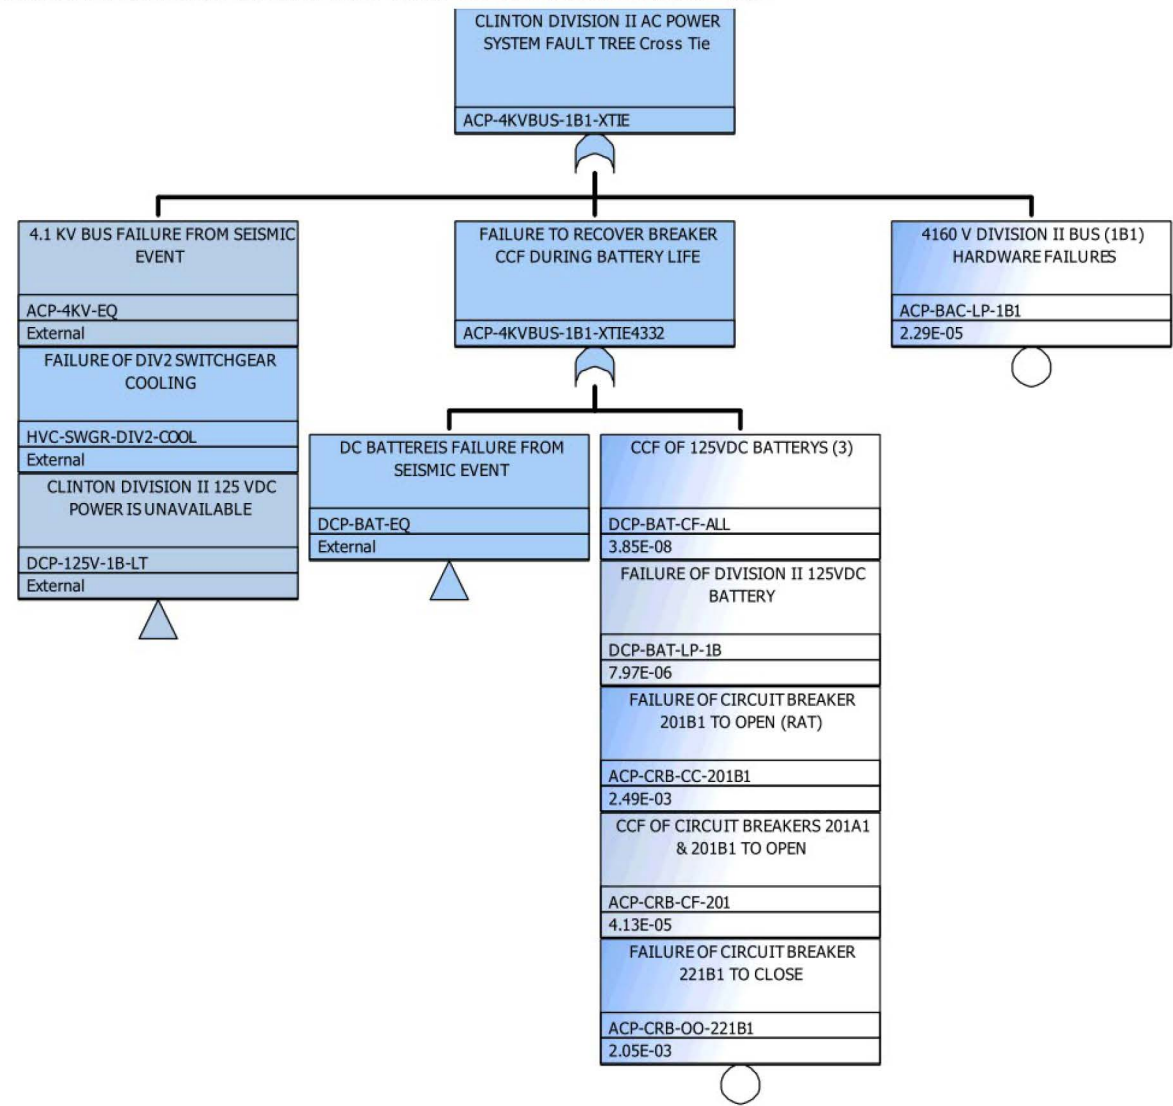 CLINTON DIVISION II AC POWER
SYSTEM FAULT TREE Cross Tie
ACP-4KVBUS-1B1-XTIE
4.1 KV BUS FAILURE FROM SEISMIC
EVENT
ACP-4KV-EQ
External
FAILURE OF DIV2 SWITCHGEAR
COOLING
HVC-SWGR-DIV2-COOL
External
CLINTON DIVISION II 125 VDC
POWER IS UNAVAILABLE
DCP-125V-1B-LT
External
FAILURE TO RECOVER BREAKER
CCF DURING BATTERY LIFE
ACP-4KVBUS-1B1-XTIE4332
4160 V DIVISION II BUS (1B1)
HARDWARE FAILURES
ACP-BAC-LP-1B1
2.29E-05
DC BATTEREIS FAILURE FROM
SEISMIC EVENT
DCP-BAT-EQ
External
CCF OF 125VDC BATTERYS (3)
DCP-BAT-CF-ALL
3.85E-08
FAILURE OF DIVISION II 125VDC
BATTERY
DCP-BAT-LP-1B
7.97E-06
FAILURE OF CIRCUIT BREAKER
201B1 TO OPEN (RAT)
ACP-CRB-CC-201B1
2.49E-03
CCF OF CIRCUIT BREAKERS 201A1
& 201B1 TO OPEN
ACP-CRB-CF-201
4.13E-05
FAILURE OF CIRCUIT BREAKER
221B1 TO CLOSE
ACP-CRB-OO-221B1
2.05E-03